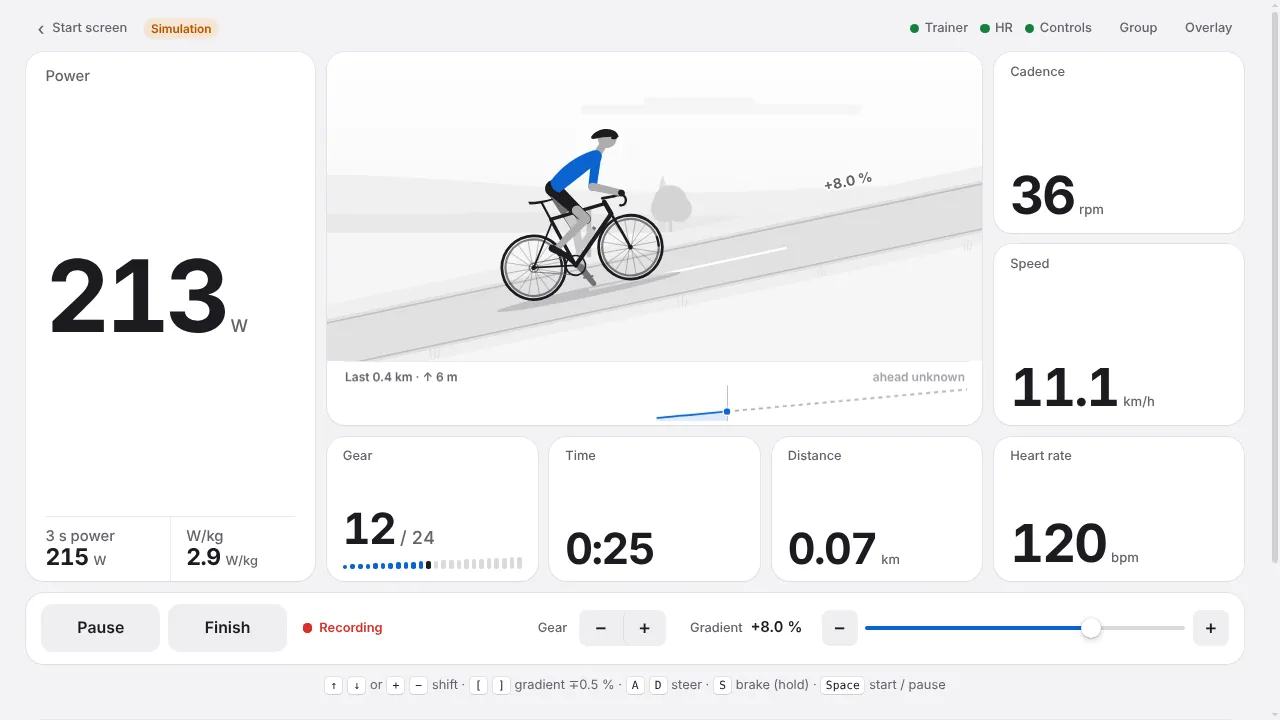 ‹ Start screen
Simulation
Trainer
HR
Controls
Group
Overlay
Power
213 W
3 s power
215 W
W/kg
2.9 W/kg
+8.0 %
Last 0.4 km · ↑ 6 m
ahead unknown
Cadence
36 rpm
Speed
11.1 km/h
Gear
12 / 24
Time
0:25
Distance
0.07 km
Heart rate
120 bpm
Pause
Finish
Recording
Gear
−
+
Gradient +8.0 %
−
+
↑ ↓ or + − shift · [ ] gradient ∓0.5 % · A D steer · S brake (hold) · Space start / pause